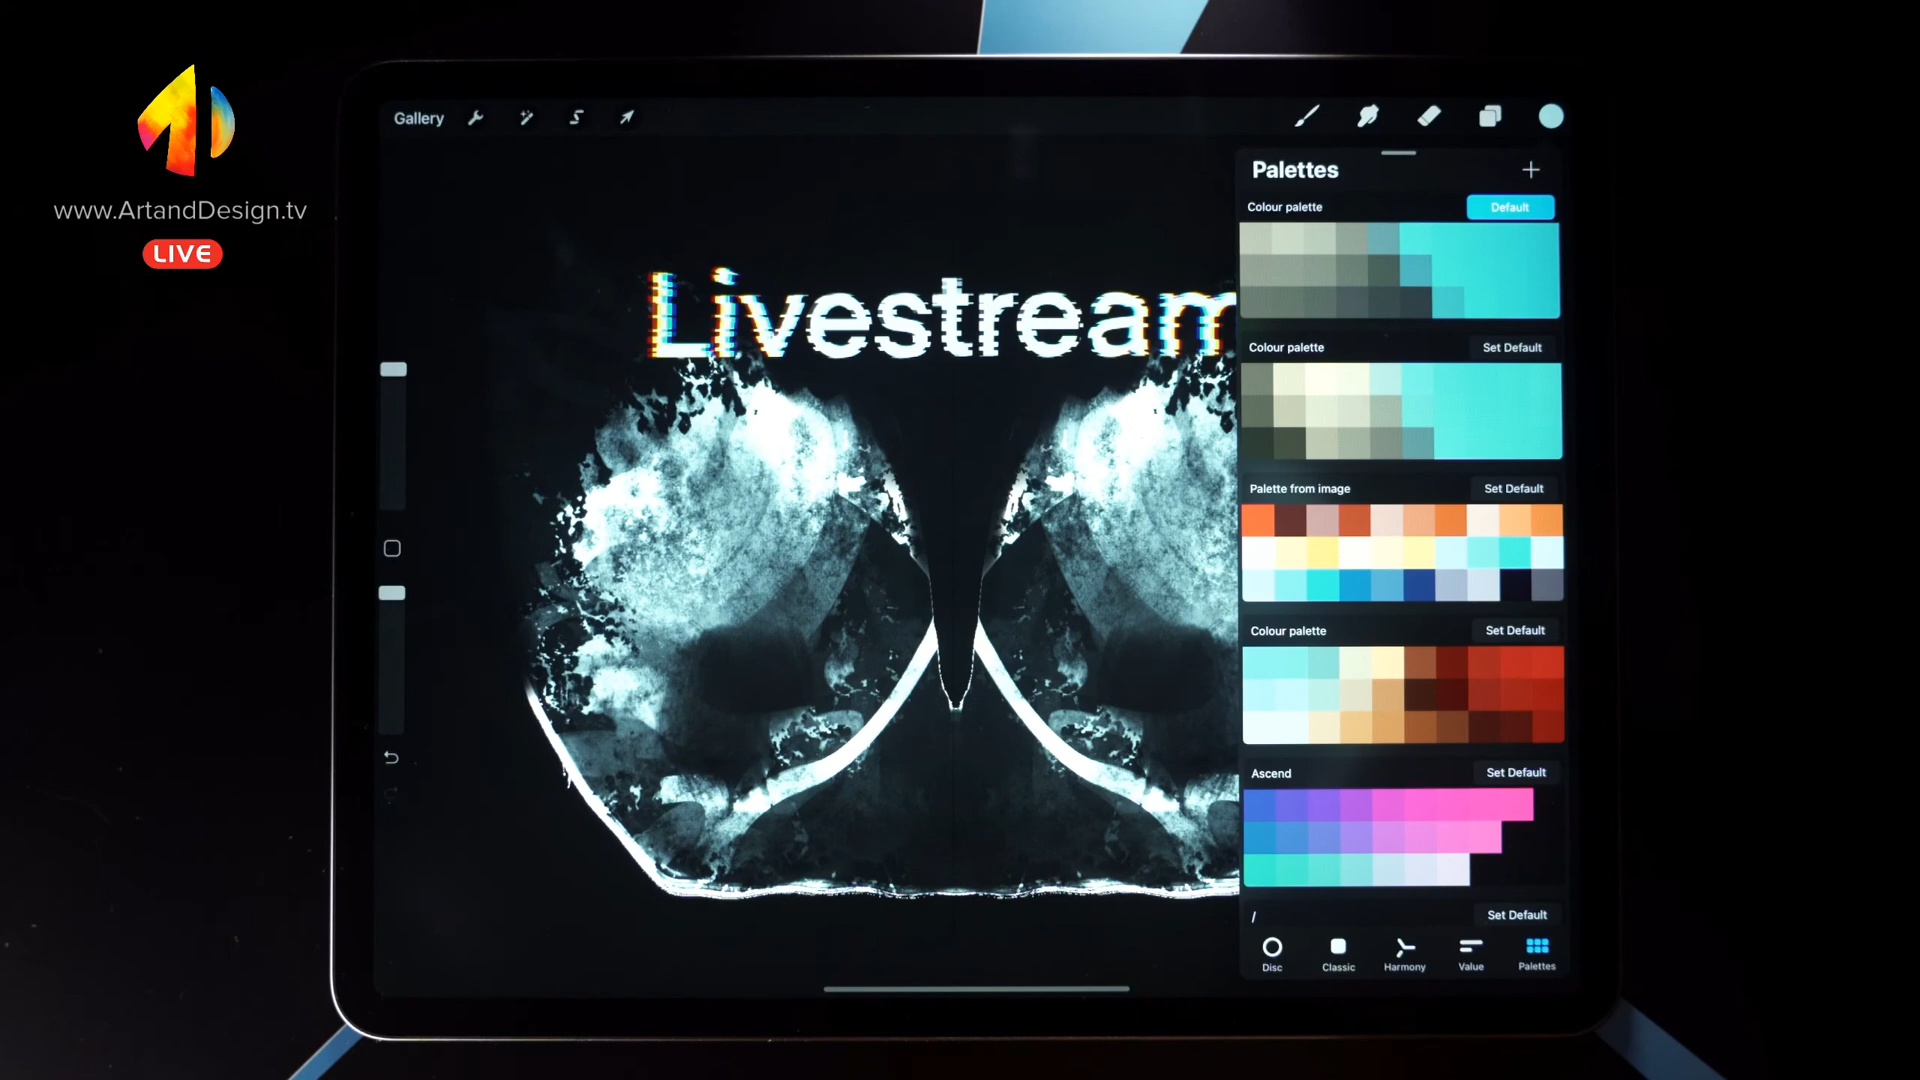 www.ArtandDesign.tv
LIVE
Gallery
Livestream
Palettes
Colour palette
Default
Colour palette
Set Default
Palette from image
Set Default
Colour palette
Set Default
Ascend
Set Default
/
Set Default
Disc
Classic
Harmony
Value
Palettes